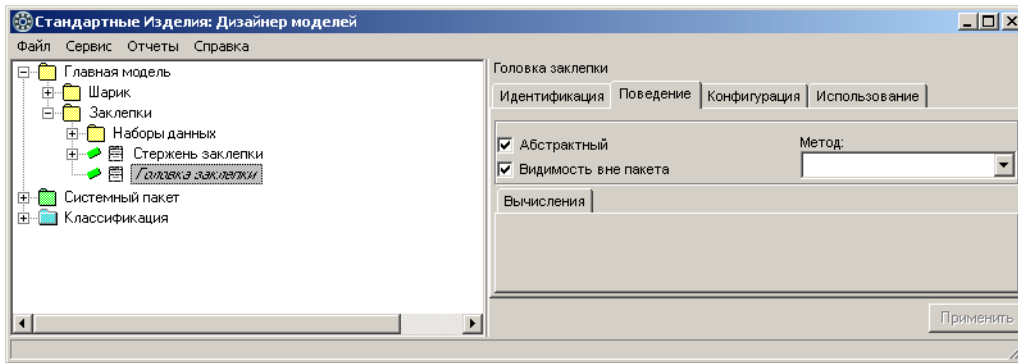 Стандартные Изделия: Дизайнер моделей
Файл Сервис Отчеты Справка
Главная модель
Шарик
Заклепки
Наборы данных
Стержень заклепки
Головка заклепки
Системный пакет
Классификация
Головка заклепки
Идентификация Поведение Конфигурация Использование
Абстрактный
Метод:
Видимость вне пакета
Вычисления
Применить